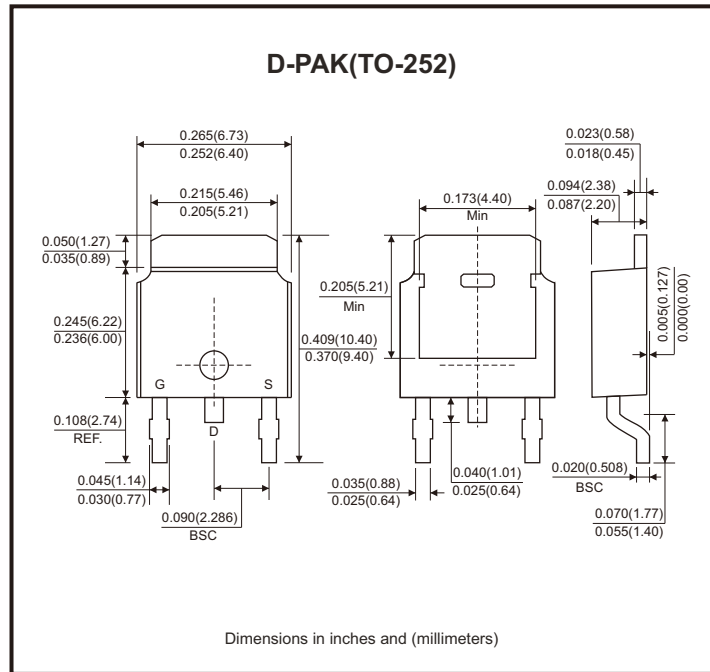 D-PAK(TO-252)
0.265(6.73)
0.252(6.40)
0.215(5.46)
0.205(5.21)
0.050(1.27)
0.035(0.89)
0.245(6.22)
0.236(6.00)
0.108(2.74)
REF.
0.045(1.14)
0.030(0.77)
G
S
D
0.090(2.286)
BSC
0.409(10.40)
0.370(9.40)
0.173(4.40)
Min
0.205(5.21)
Min
0.035(0.88)
0.025(0.64)
0.040(1.01)
0.025(0.64)
0.023(0.58)
0.018(0.45)
0.094(2.38)
0.087(2.20)
0.005(0.127)
0.000(0.00)
0.020(0.508)
BSC
0.070(1.77)
0.055(1.40)
Dimensions in inches and (millimeters)